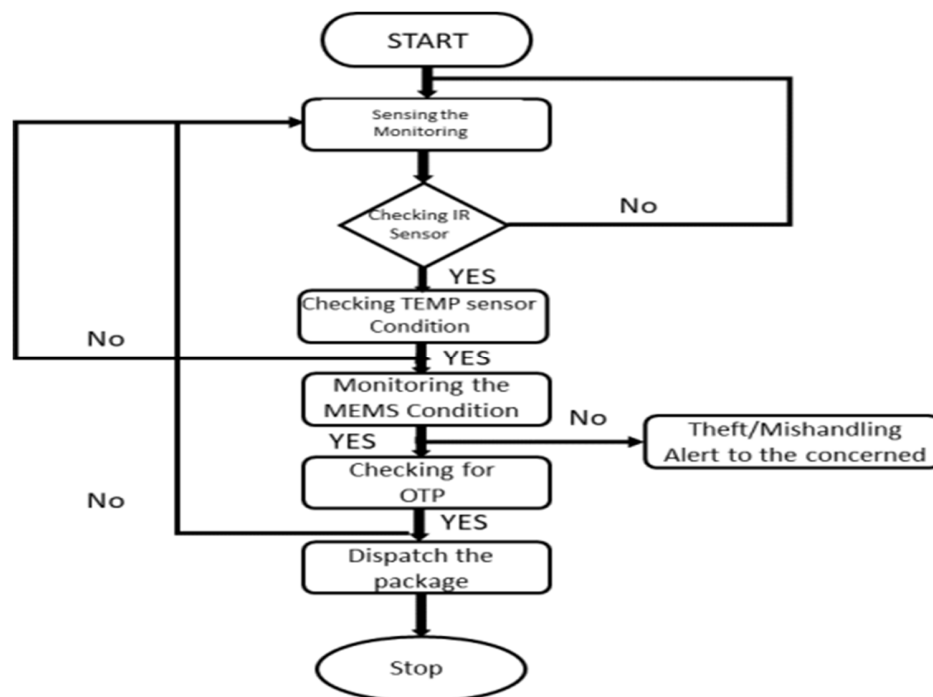 START
Sensing the
Monitoring
Checking IR
Sensor
No
YES
Checking TEMP sensor
Condition
No
YES
Monitoring the
MEMS Condition
No
YES
Theft/Mishandling
Alert to the concerned
Checking for
OTP
No
YES
Dispatch the
package
Stop